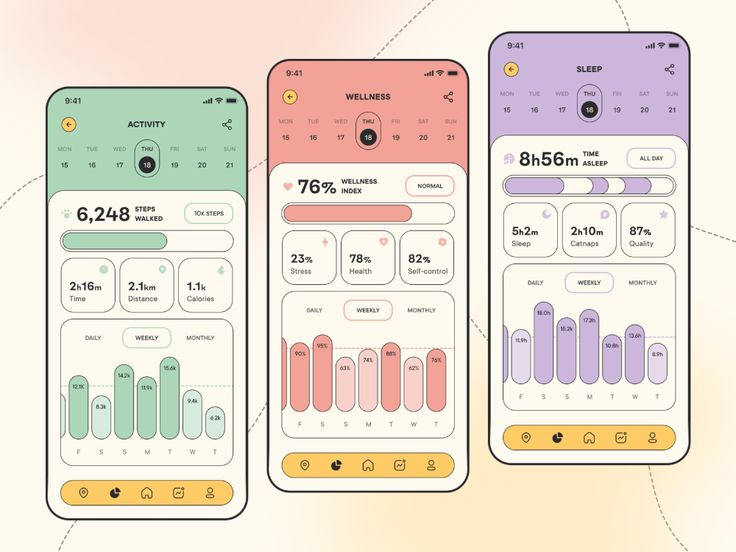 9:41
ACTIVITY
MON TUE WED THU FRI SAT SUN
15 16 17 18 19 20 21
6,248 STEPS WALKED
10K STEPS
2h16m
Time
2.1km
Distance
1.1k
Calories
DAILY WEEKLY MONTHLY
12.1K 8.3k 14.2k 11.9k 15.6k 9.4k 6.2k
F S S M T W T
9:41
WELLNESS
MON TUE WED THU FRI SAT SUN
15 16 17 18 19 20 21
76% WELLNESS INDEX
NORMAL
23%
Stress
78%
Health
82%
Self-control
DAILY WEEKLY MONTHLY
90% 95% 63% 74% 88% 62% 76%
F S S M T W T
9:41
SLEEP
MON TUE WED THU FRI SAT SUN
15 16 17 18 19 20 21
8h56m TIME ASLEEP
ALL DAY
5h2m
Sleep
2h10m
Catnaps
87%
Quality
DAILY WEEKLY MONTHLY
11.9h 18.0h 15.2h 17.3h 10.8h 13.6h 8.9h
F S S M T W T